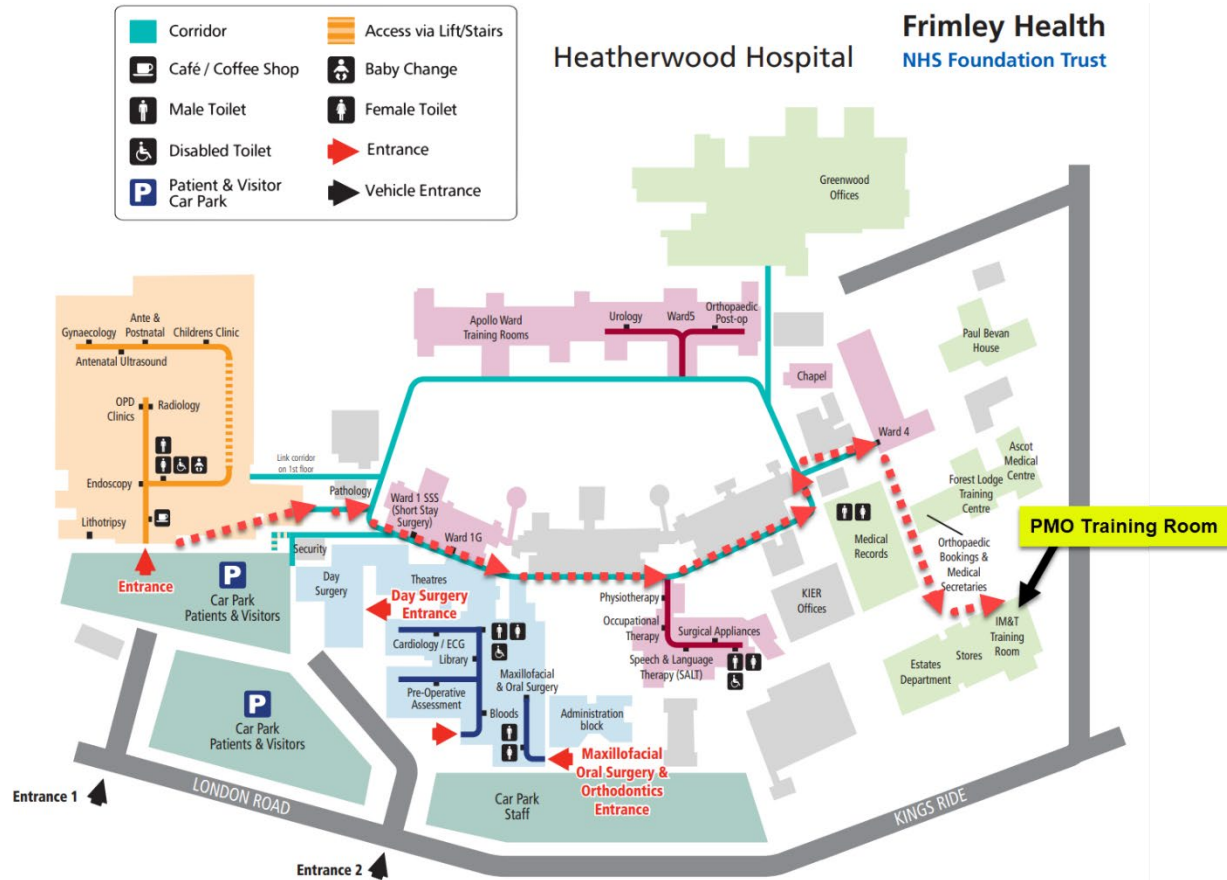 Corridor
Access via Lift/Stairs
Café / Coffee Shop
Baby Change
Male Toilet
Female Toilet
Disabled Toilet
Entrance
P
Patient & Visitor
Car Park
Vehicle Entrance
Heatherwood Hospital
Frimley Health
NHS Foundation Trust
Greenwood
Offices
Ante &
Postnatal
Gynaecology
Childrens Clinic
Antenatal Ultrasound
OPD
Clinics
Radiology
Endoscopy
Lithotripsy
Entrance
Link corridor
on 1st floor
Pathology
Apollo Ward
Training Rooms
Urology
Ward5
Orthopaedic
Post-op
Chapel
Ward 4
Paul Bevan
House
Ascot
Medical
Centre
Forest Lodge
Training
Centre
Orthopaedic
Bookings &
Medical
Secretaries
PMO Training Room
IM&T
Training
Room
Stores
Estates
Department
Medical
Records
KIER
Offices
Ward 1 SSS
(Short Stay
Surgery)
Ward 1G
Security
Day
Surgery
Theatres
Day Surgery
Entrance
Cardiology / ECG
Library
Pre-Operative
Assessment
Maxillofacial
& Oral Surgery
Bloods
Administration
block
Maxillofacial
Oral Surgery &
Orthodontics
Entrance
Physiotherapy
Occupational
Therapy
Surgical Appliances
Speech & Language
Therapy (SALT)
P
Car Park
Patients & Visitors
P
Car Park
Patients & Visitors
Car Park
Staff
LONDON ROAD
KINGS RIDE
Entrance 1
Entrance 2